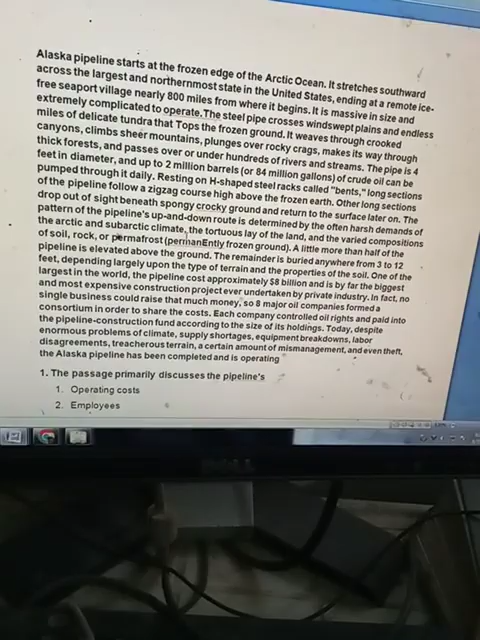 Alaska pipeline starts at the frozen edge of the Arctic Ocean. It stretches southward
across the largest and northernmost state in the United States, ending at a remote ice-
free seaport village nearly 800 miles from where it begins. It is massive in size and
extremely complicated to operate.The steel pipe crosses windswept plains and endless
miles of delicate tundra that Tops the frozen ground. It weaves through crooked
canyons, climbs sheer mountains, plunges over rocky crags, makes its way through
thick forests, and passes over or under hundreds of rivers and streams. The pipe is 4
feet in diameter, and up to 2 million barrels (or 84 million gallons) of crude oil can be
pumped through it daily. Resting on H-shaped steel racks called "bents," long sections
of the pipeline follow a zigzag course high above the frozen earth. Other long sections
drop out of sight beneath spongy crocky ground and return to the surface later on. The
pattern of the pipeline's up-and-down route is determined by the often harsh demands of
the arctic and subarctic climate, the tortuous lay of the land, and the varied compositions
of soil, rock, or permafrost (permanEntly frozen ground). A little more than half of the
pipeline is elevated above the ground. The remainder is buried anywhere from 3 to 12
feet, depending largely upon the type of terrain and the properties of the soil. One of the
largest in the world, the pipeline cost approximately $8 billion and is by far the biggest
and most expensive construction project ever undertaken by private industry. In fact, no
single business could raise that much money, so 8 major oil companies formed a
consortium in order to share the costs. Each company controlled oil rights and paid into
the pipeline-construction fund according to the size of its holdings. Today, despite
enormous problems of climate, supply shortages, equipment breakdowns, labor
disagreements, treacherous terrain, a certain amount of mismanagement, and even theft,
the Alaska pipeline has been completed and is operating
1. The passage primarily discusses the pipeline's
1. Operating costs
2. Employees
DELL